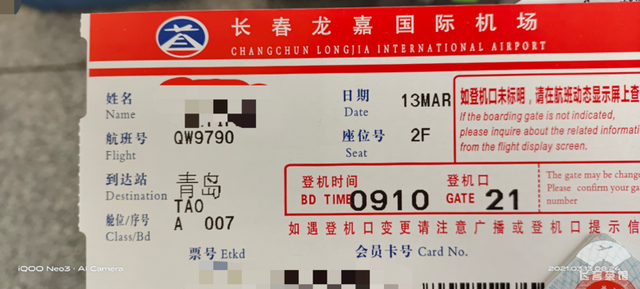 长春龙嘉国际机场
CHANGCHUN LONGJIA INTERNATIONAL AIRPORT
姓名
Name
日期 13MAR
Date
航班号 QW9790
Flight
座位号 2F
Seat
如登机口未标明,请在航班动态显示屏上查
If the boarding gate is not indicated,
please inquire about the related information
from the flight display screen.
到达站 青岛
Destination TAO
舱位/序号 A 007
Class/Bd
登机时间 登机口
BD TIME 0910 GATE 21
The gate may be changed
Please confirm your
number
如遇登机口变更请注意广播或登机口提示信
票号 Etkd
会员卡号 Card No.
iQOO Neo3 · AI Camera